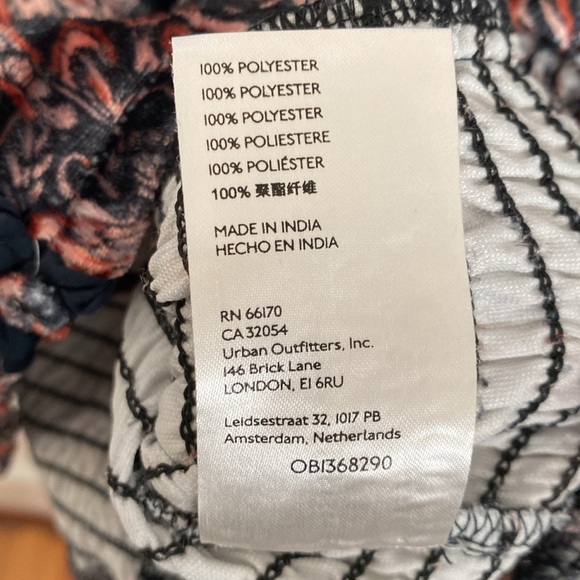 100% POLYESTER
100% POLYESTER
100% POLYESTER
100% POLIESTERE
100% POLIÉSTER
100% 聚酯纤维
MADE IN INDIA
HECHO EN INDIA
RN 66170
CA 32054
Urban Outfitters, Inc.
146 Brick Lane
LONDON, E1 6RU
Leidsestraat 32, 1017 PB
Amsterdam, Netherlands
OB1368290